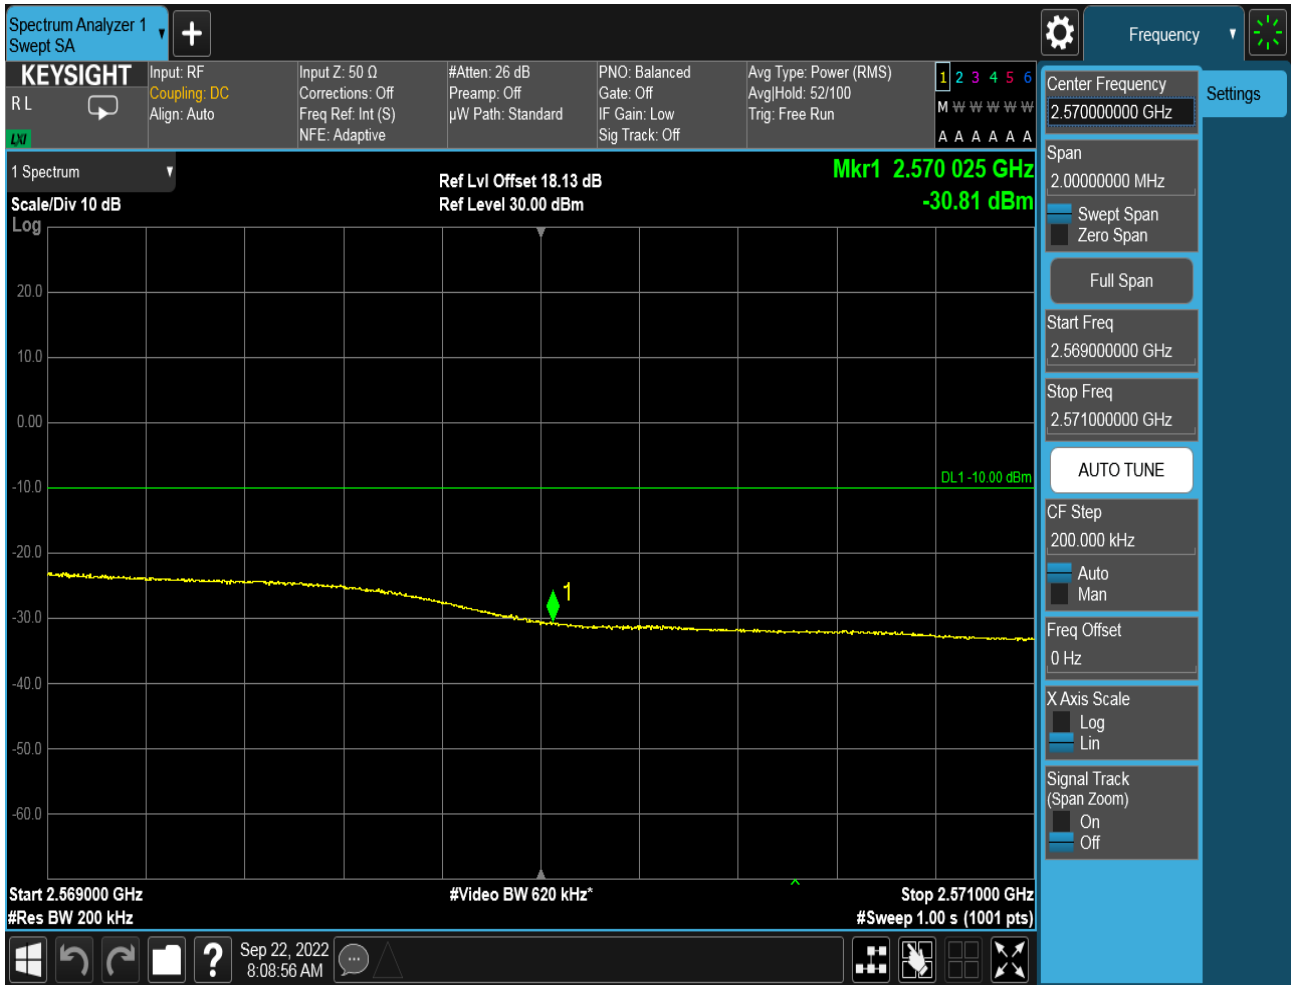 Spectrum Analyzer 1
Swept SA
Frequency
KEYSIGHT
R L
LXI
Input: RF
Coupling: DC
Align: Auto
Input Z: 50 Ω
Corrections: Off
Freq Ref: Int (S)
NFE: Adaptive
#Atten: 26 dB
Preamp: Off
µW Path: Standard
PNO: Balanced
Gate: Off
IF Gain: Low
Sig Track: Off
Avg Type: Power (RMS)
Avg|Hold: 52/100
Trig: Free Run
1 2 3 4 5 6
M W W W W W
A A A A A A
1 Spectrum
Scale/Div 10 dB
Log
Ref Lvl Offset 18.13 dB
Ref Level 30.00 dBm
Mkr1 2.570 025 GHz
-30.81 dBm
20.0
10.0
0.00
-10.0
-20.0
-30.0
-40.0
-50.0
-60.0
DL1 -10.00 dBm
1
Start 2.569000 GHz
#Res BW 200 kHz
#Video BW 620 kHz*
Stop 2.571000 GHz
#Sweep 1.00 s (1001 pts)
Center Frequency
2.570000000 GHz
Settings
Span
2.00000000 MHz
Swept Span
Zero Span
Full Span
Start Freq
2.569000000 GHz
Stop Freq
2.571000000 GHz
AUTO TUNE
CF Step
200.000 kHz
Auto
Man
Freq Offset
0 Hz
X Axis Scale
Log
Lin
Signal Track
(Span Zoom)
On
Off
?
Sep 22, 2022
8:08:56 AM